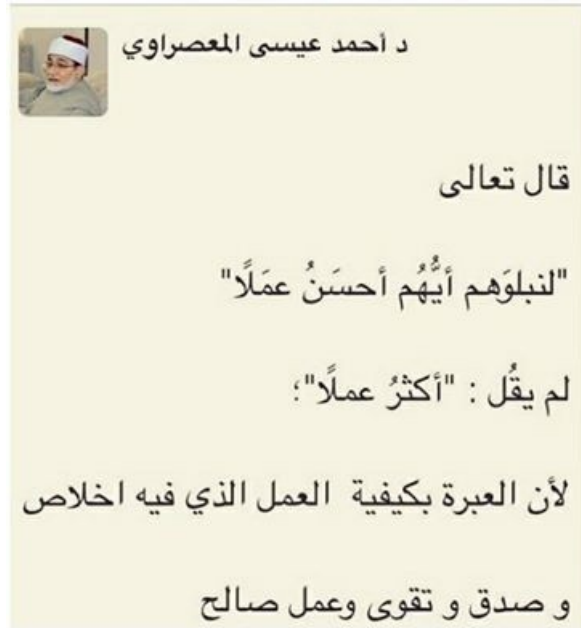 د أحمد عيسى المعصراوي
قال تعالى
"لنبلوَهم أيُّهُم أحسَنُ عمَلًا"
لم يقُل : "أكثرُ عملًا"؛
لأن العبرة بكيفية العمل الذي فيه اخلاص
و صدق و تقوى وعمل صالح